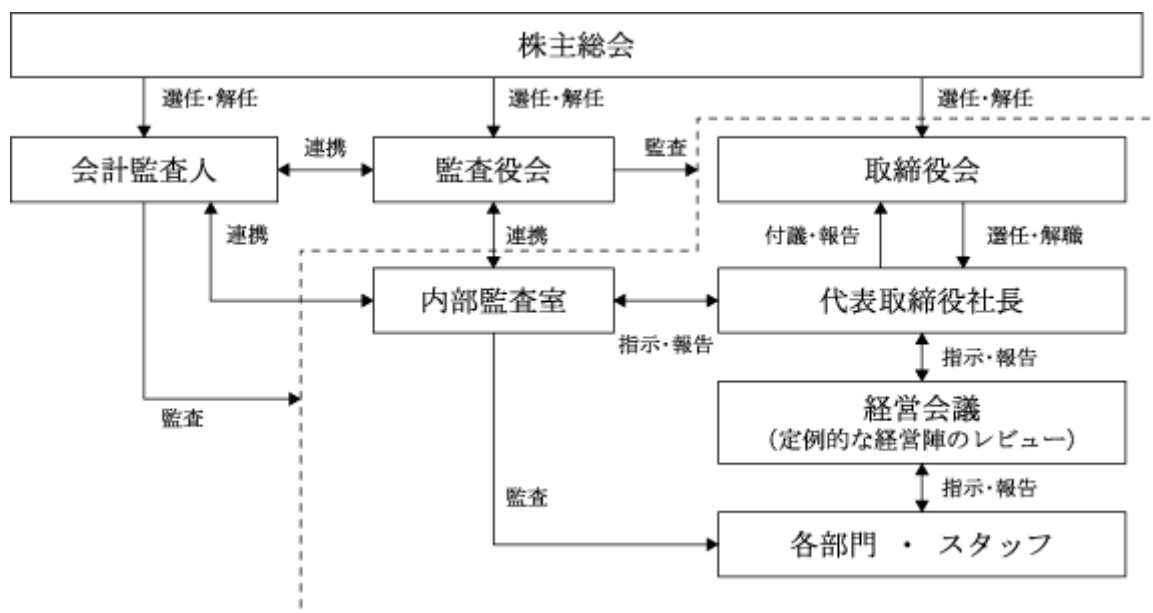 株主総会
選任・解任
選任・解任
選任・解任
会計監査人
連携
監査役会
監査
取締役会
連携
連携
付議・報告
選任・解職
内部監査室
代表取締役社長
指示・報告
指示・報告
経営会議
(定例的な経営陣のレビュー)
監査
指示・報告
監査
各部門 ・ スタッフ